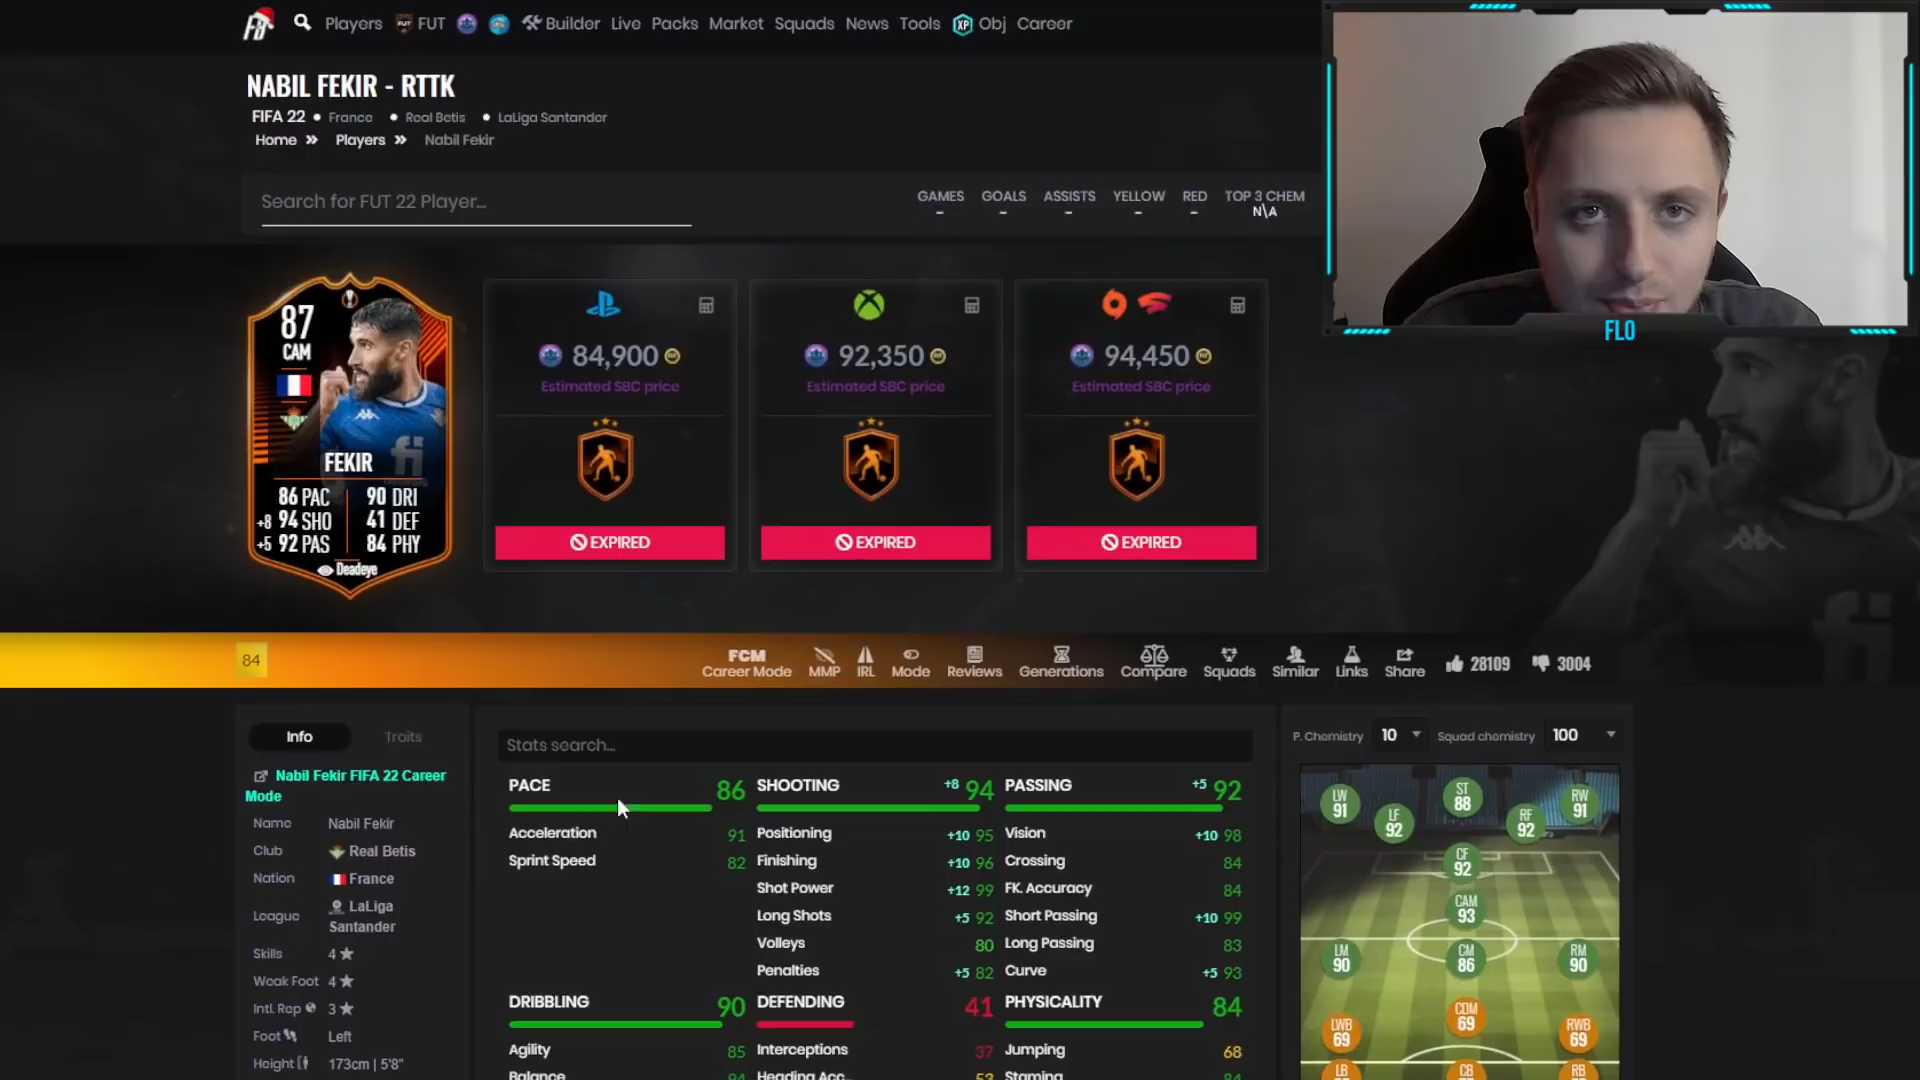 Players FUT Builder Live Packs Market Squads News Tools XP Obj Career
NABIL FEKIR - RTTK
FIFA 22 • France • Real Betis • LaLiga Santander
Home » Players » Nabil Fekir
Search for FUT 22 Player...
GAMES GOALS ASSISTS YELLOW RED TOP 3 CHEM
- - - - - N\A
FLO
87
CAM
FEKIR
86 PAC 90 DRI
+8 94 SHO 41 DEF
+5 92 PAS 84 PHY
Deadeye
84,900
Estimated SBC price
EXPIRED
92,350
Estimated SBC price
EXPIRED
94,450
Estimated SBC price
EXPIRED
84
FCM
Career Mode MMP IRL Mode Reviews Generations Compare Squads Similar Links Share 28109 3004
Info Traits
Nabil Fekir FIFA 22 Career
Mode
Name Nabil Fekir
Club Real Betis
Nation France
League LaLiga
Santander
Skills 4
Weak Foot 4
Intl. Rep 3
Foot Left
Height 173cm | 5'8"
Stats search...
PACE 86
Acceleration 91
Sprint Speed 82
SHOOTING +8 94
Positioning +10 95
Finishing +10 96
Shot Power +12 99
Long Shots +5 92
Volleys 80
Penalties +5 82
PASSING +5 92
Vision +10 98
Crossing 84
FK. Accuracy 84
Short Passing +10 99
Long Passing 83
Curve +5 93
DRIBBLING 90
Agility 85
Balance 94
DEFENDING 41
Interceptions 37
Heading Acc. 53
PHYSICALITY 84
Jumping 68
Stamina 84
P. Chemistry 10 Squad chemistry 100
LW
91
ST
88
RW
91
LF
92
RF
92
CF
92
CAM
93
LM
90
CM
86
RM
90
CDM
69
LWB
69
RWB
69
LB
CB
RB